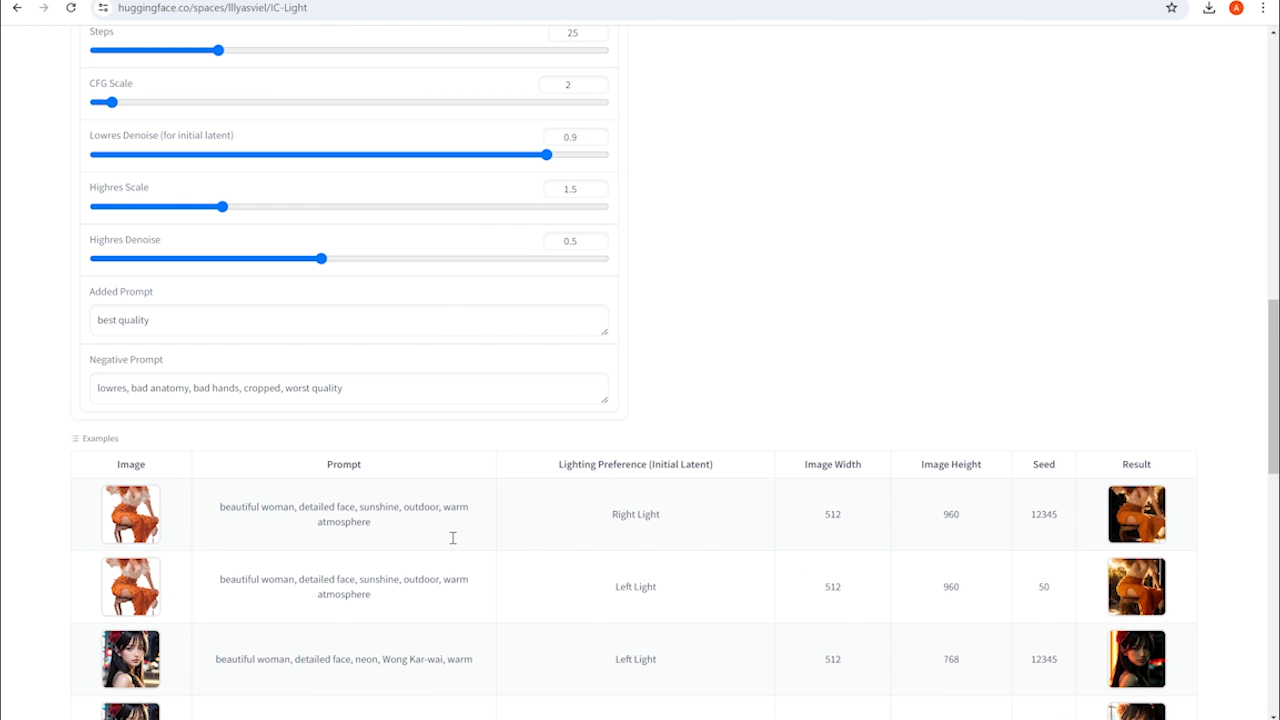 huggingface.co/spaces/lllyasviel/IC-Light
A
Steps
25
CFG Scale
2
Lowres Denoise (for initial latent)
0.9
Highres Scale
1.5
Highres Denoise
0.5
Added Prompt
best quality
Negative Prompt
lowres, bad anatomy, bad hands, cropped, worst quality
Examples
Image Prompt Lighting Preference (Initial Latent) Image Width Image Height Seed Result
beautiful woman, detailed face, sunshine, outdoor, warm
atmosphere
Right Light 512 960 12345
beautiful woman, detailed face, sunshine, outdoor, warm
atmosphere
Left Light 512 960 50
beautiful woman, detailed face, neon, Wong Kar-wai, warm Left Light 512 768 12345